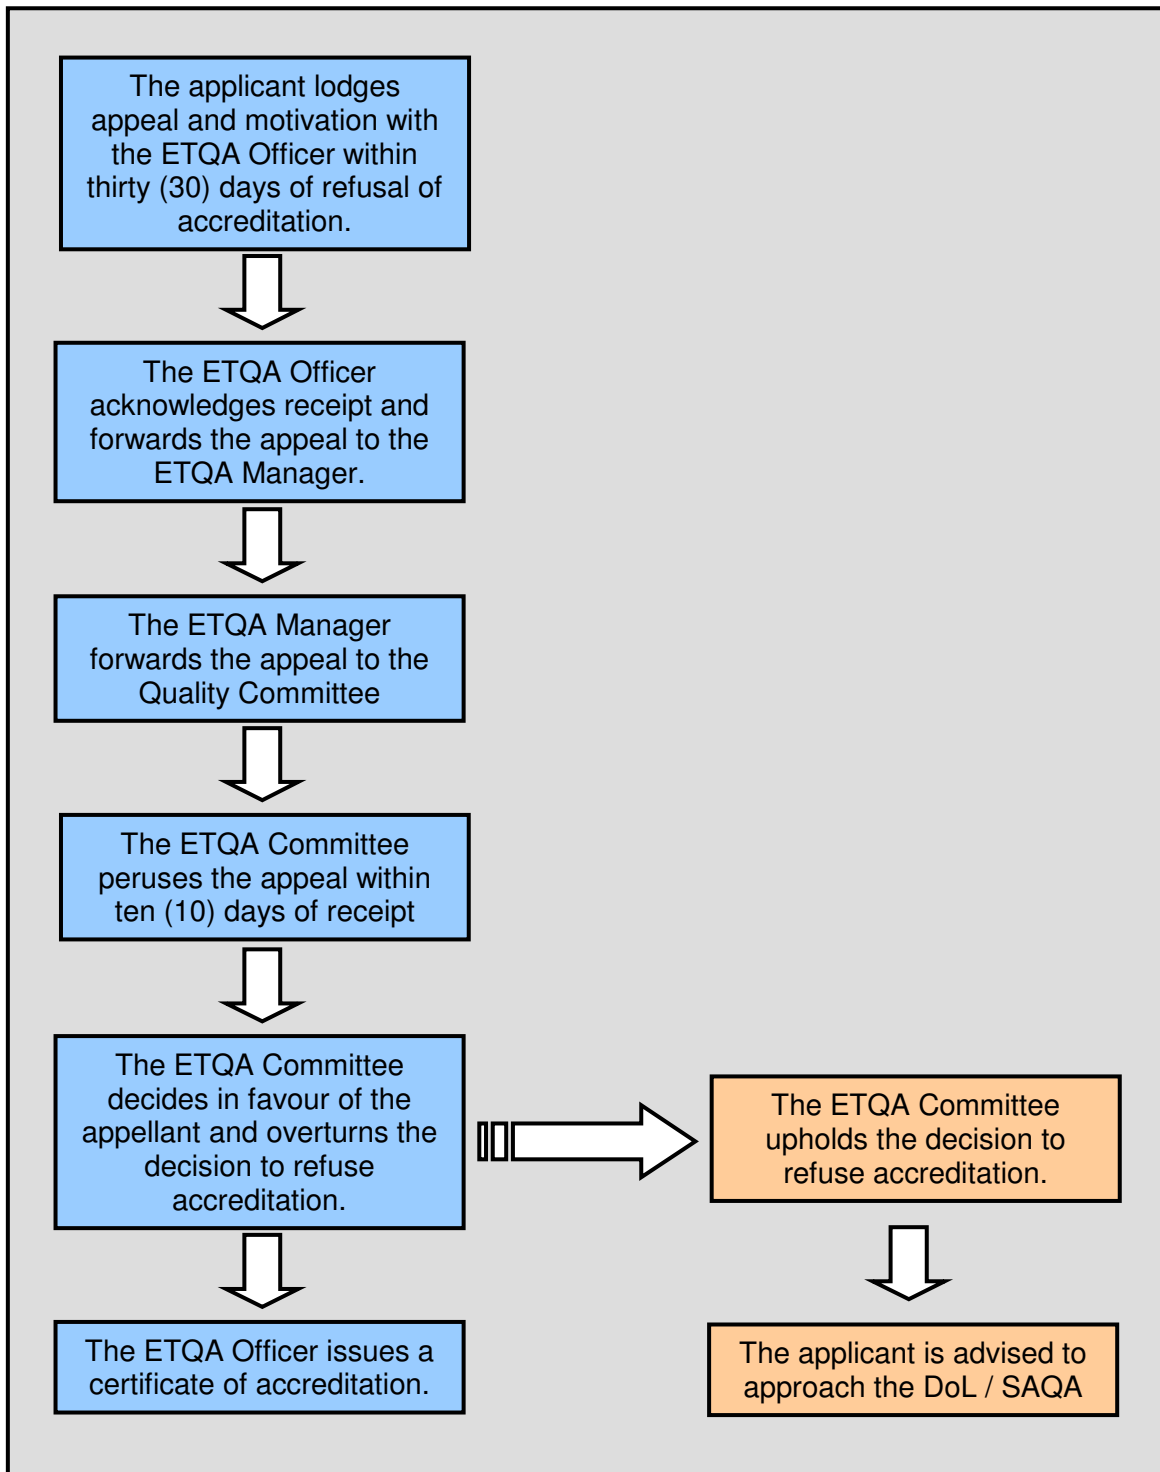 The applicant lodges
appeal and motivation with
the ETQA Officer within
thirty (30) days of refusal of
accreditation.
The ETQA Officer
acknowledges receipt and
forwards the appeal to the
ETQA Manager.
The ETQA Manager
forwards the appeal to the
Quality Committee
The ETQA Committee
peruses the appeal within
ten (10) days of receipt
The ETQA Committee
decides in favour of the
appellant and overturns the
decision to refuse
accreditation.
The ETQA Committee
upholds the decision to
refuse accreditation.
The ETQA Officer issues a
certificate of accreditation.
The applicant is advised to
approach the DoL / SAQA